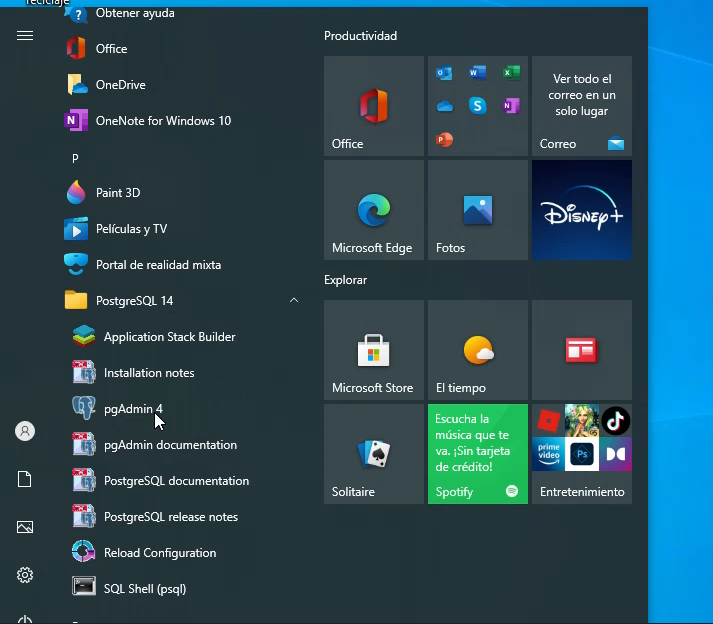 reciclaje
Obtener ayuda
Office
OneDrive
OneNote for Windows 10
P
Paint 3D
Películas y TV
Portal de realidad mixta
PostgreSQL 14
Application Stack Builder
Installation notes
pgAdmin 4
pgAdmin documentation
PostgreSQL documentation
PostgreSQL release notes
Reload Configuration
SQL Shell (psql)
Productividad
Office
Ver todo el
correo en un
solo lugar
Correo
Microsoft Edge
Fotos
Disney+
Explorar
Microsoft Store
El tiempo
Solitaire
Escucha la
música que te
va. ¡Sin tarjeta
de crédito!
Spotify
prime
video
Ps
Entretenimiento